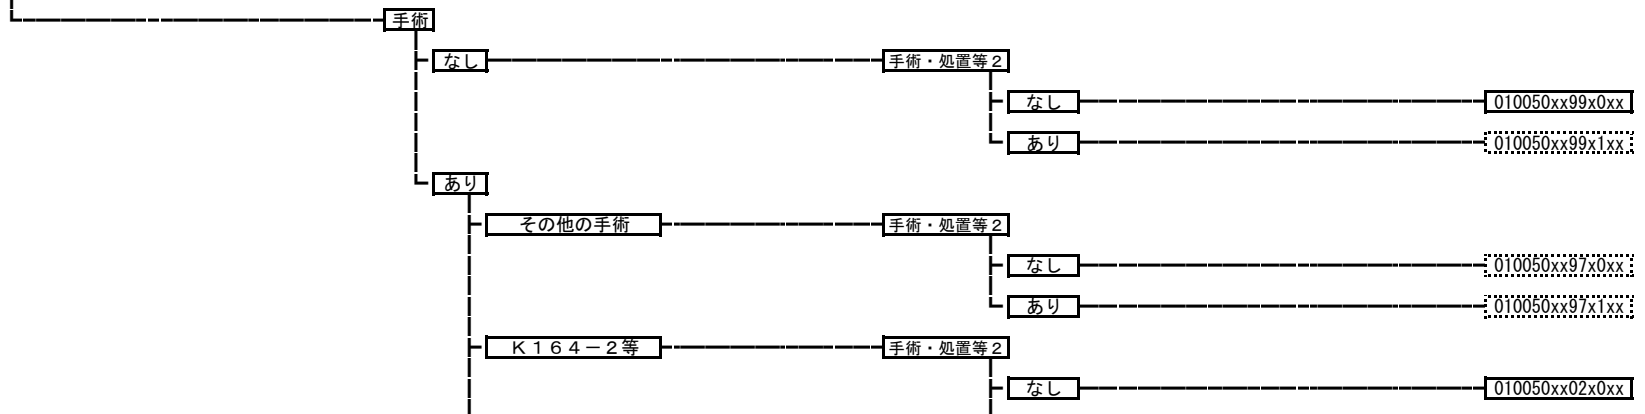 手術
なし 手術・処置等２
なし 010050xx99x0xx
あり 010050xx99x1xx
あり
その他の手術 手術・処置等２
なし 010050xx97x0xx
あり 010050xx97x1xx
Ｋ１６４－２等 手術・処置等２
なし 010050xx02x0xx